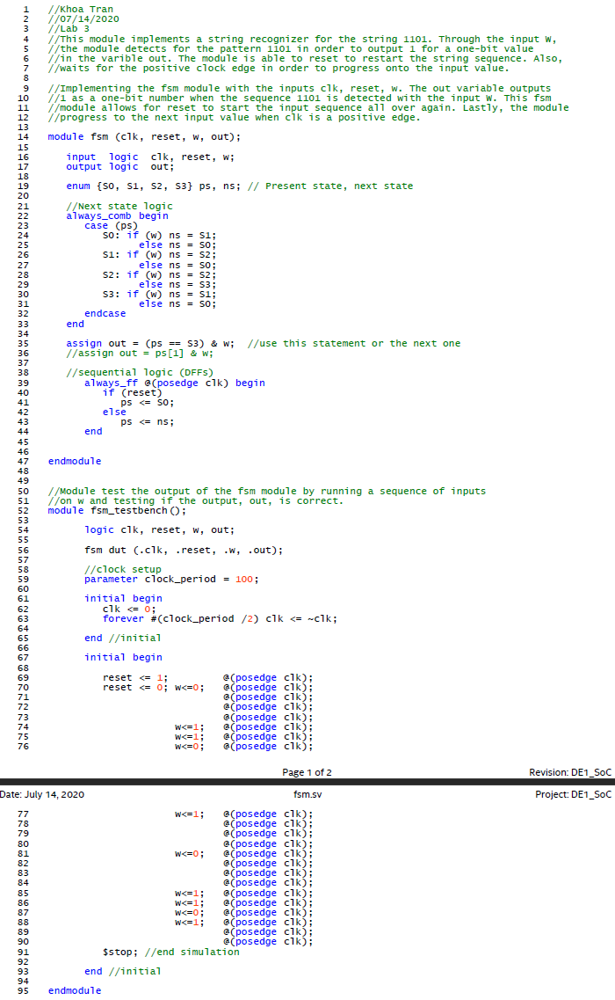 1 //Khoa Tran
2 //07/14/2020
3 //Lab 3
4 //This module implements a string recognizer for the string 1101. Through the input W,
5 //the module detects for the pattern 1101 in order to output 1 for a one-bit value
6 //in the varible out. The module is able to reset to restart the string sequence. Also,
7 //waits for the positive clock edge in order to progress onto the input value.
8
9 //Implementing the fsm module with the inputs clk, reset, w. The out variable outputs
10 //1 as a one-bit number when the sequence 1101 is detected with the input W. This fsm
11 //module allows for reset to start the input sequence all over again. Lastly, the module
12 //progress to the next input value when clk is a positive edge.
13
14 module fsm (clk, reset, w, out);
15
16 input logic clk, reset, w;
17 output logic out;
18
19 enum {S0, S1, S2, S3} ps, ns; // Present state, next state
20
21 //Next state logic
22 always_comb begin
23 case (ps)
24 S0: if (w) ns = S1;
25 else ns = S0;
26 S1: if (w) ns = S2;
27 else ns = S0;
28 S2: if (w) ns = S2;
29 else ns = S3;
30 S3: if (w) ns = S1;
31 else ns = S0;
32 endcase
33 end
34
35 assign out = (ps == S3) & w; //use this statement or the next one
36 //assign out = ps[1] & w;
37
38 //sequential logic (DFFs)
39 always_ff @(posedge clk) begin
40 if (reset)
41 ps <= S0;
42 else
43 ps <= ns;
44 end
45
46
47 endmodule
48
49
50 //Module test the output of the fsm module by running a sequence of inputs
51 //on w and testing if the output, out, is correct.
52 module fsm_testbench();
53
54 logic clk, reset, w, out;
55
56 fsm dut (.clk, .reset, .w, .out);
57
58 //clock setup
59 parameter clock_period = 100;
60
61 initial begin
62 clk <= 0;
63 forever #(clock_period /2) clk <= ~clk;
64
65 end //initial
66
67 initial begin
68
69 reset <= 1; @(posedge clk);
70 reset <= 0; w<=0; @(posedge clk);
71 @(posedge clk);
72 @(posedge clk);
73 @(posedge clk);
74 w<=1; @(posedge clk);
75 w<=1; @(posedge clk);
76 w<=0; @(posedge clk);
Page 1 of 2 Revision: DE1_SoC
Date: July 14, 2020 fsm.sv Project: DE1_SoC
77 w<=1; @(posedge clk);
78 @(posedge clk);
79 @(posedge clk);
80 @(posedge clk);
81 w<=0; @(posedge clk);
82 @(posedge clk);
83 @(posedge clk);
84 @(posedge clk);
85 w<=1; @(posedge clk);
86 w<=1; @(posedge clk);
87 w<=0; @(posedge clk);
88 w<=1; @(posedge clk);
89 @(posedge clk);
90 @(posedge clk);
91 $stop; //end simulation
92
93 end //initial
94
95 endmodule